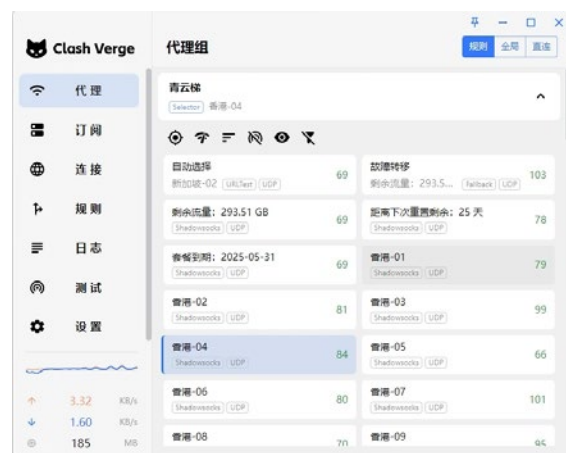 Clash Verge
代理组
规则 全局 直连
代理
订阅
连接
规则
日志
测试
设置
3.32 KB/s
1.60 KB/s
185 MB
青云梯
Selector 香港-04
自动选择
新加坡-02 URLTest UDP
69
故障转移
剩余流量: 293.5... Fallback UDP
103
剩余流量: 293.51 GB
Shadowsocks UDP
69
距离下次重置剩余: 25 天
Shadowsocks UDP
78
套餐到期: 2025-05-31
Shadowsocks UDP
69
香港-01
Shadowsocks UDP
79
香港-02
Shadowsocks UDP
81
香港-03
Shadowsocks UDP
99
香港-04
Shadowsocks UDP
84
香港-05
Shadowsocks UDP
66
香港-06
Shadowsocks UDP
80
香港-07
Shadowsocks UDP
101
香港-08
70
香港-09
95